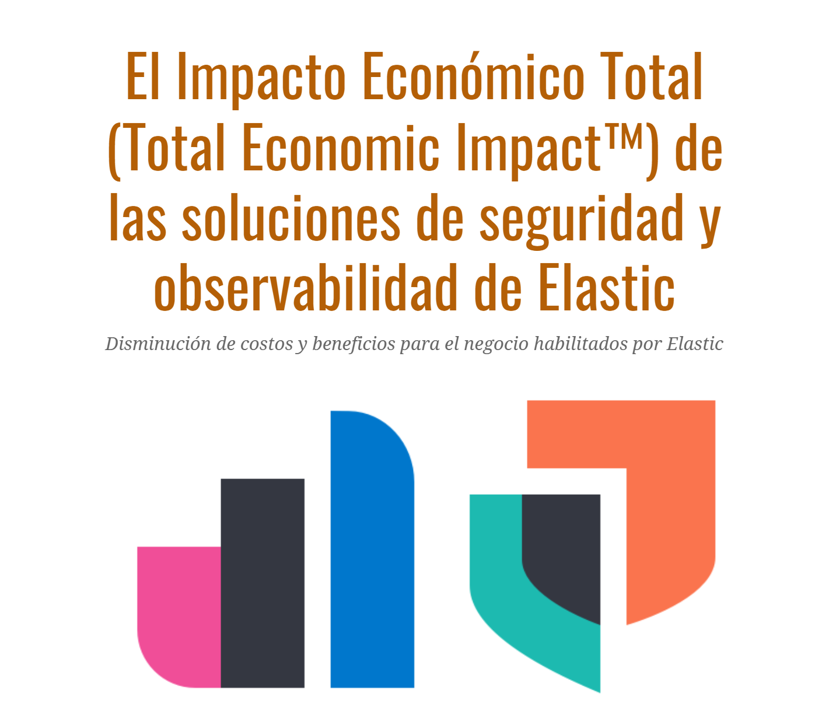 El Impacto Económico Total
(Total Economic Impact™) de
las soluciones de seguridad y
observabilidad de Elastic
Disminución de costos y beneficios para el negocio habilitados por Elastic